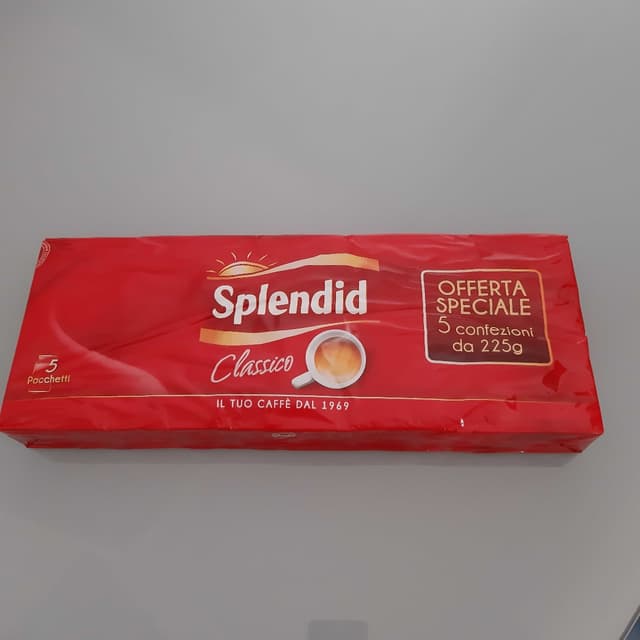 Splendid
Classico
IL TUO CAFFÈ DAL 1969
OFFERTA
SPECIALE
5 confezioni
da 225g
5
Pacchetti